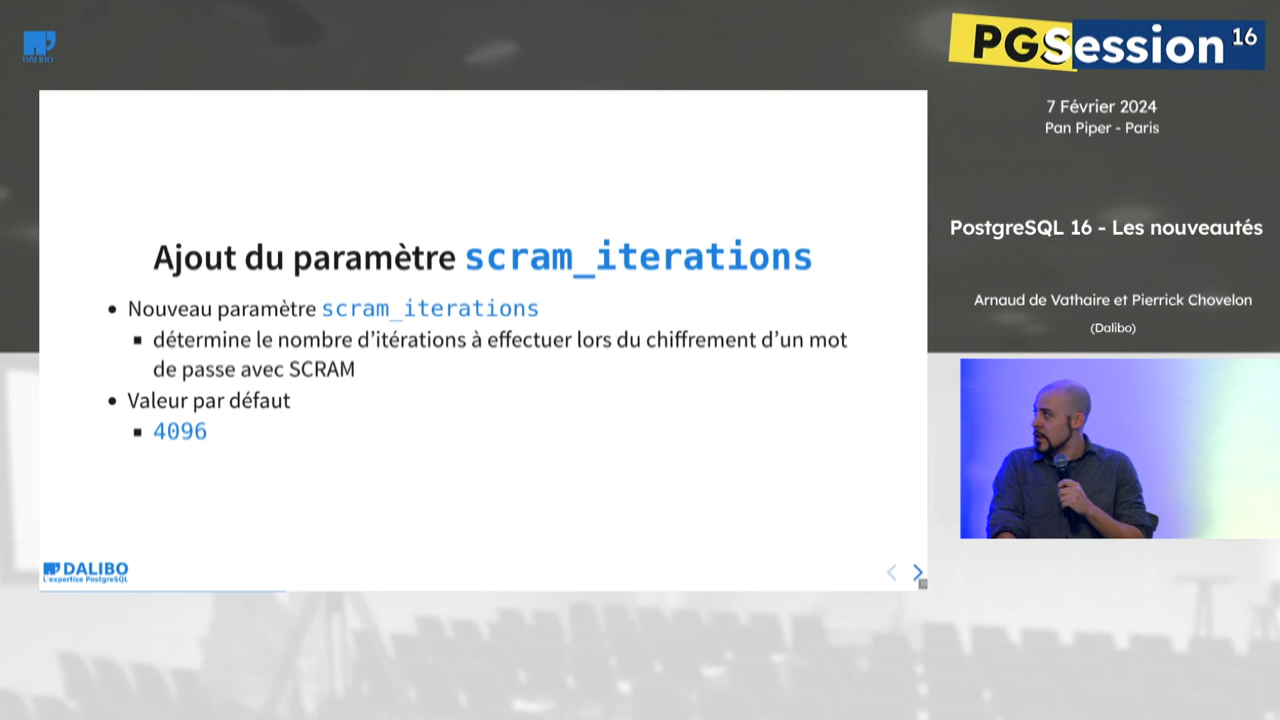 DALIBO
PGSession 16
7 Février 2024
Pan Piper - Paris
PostgreSQL 16 - Les nouveautés
Arnaud de Vathaire et Pierrick Chovelon
(Dalibo)
Ajout du paramètre scram_iterations
• Nouveau paramètre scram_iterations
▪ détermine le nombre d’itérations à effectuer lors du chiffrement d’un mot
de passe avec SCRAM
• Valeur par défaut
▪ 4096
DALIBO
L'expertise PostgreSQL